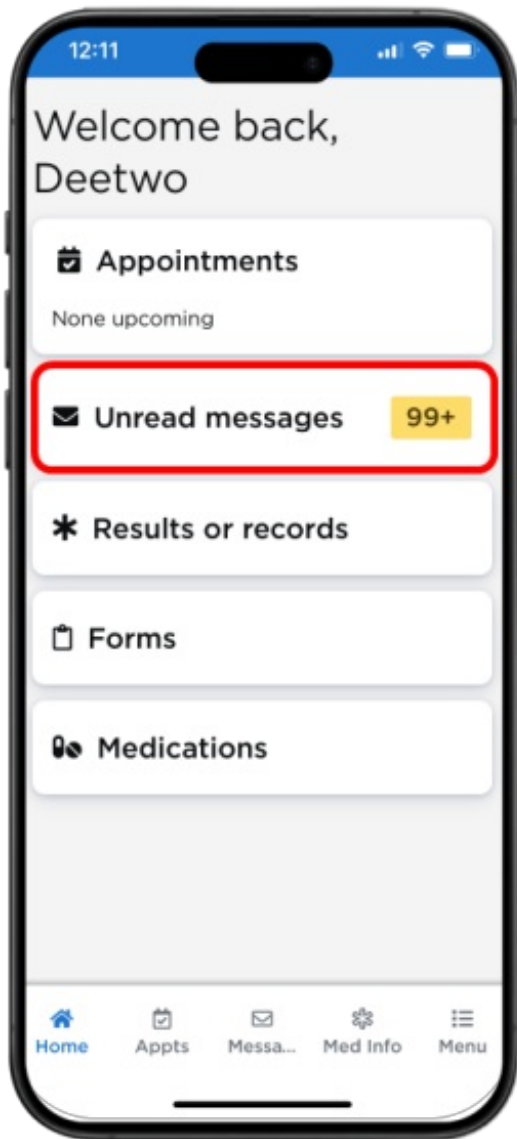 12:11
Welcome back,
Deetwo
Appointments
None upcoming
Unread messages 99+
Results or records
Forms
Medications
Home Appts Messa... Med Info Menu